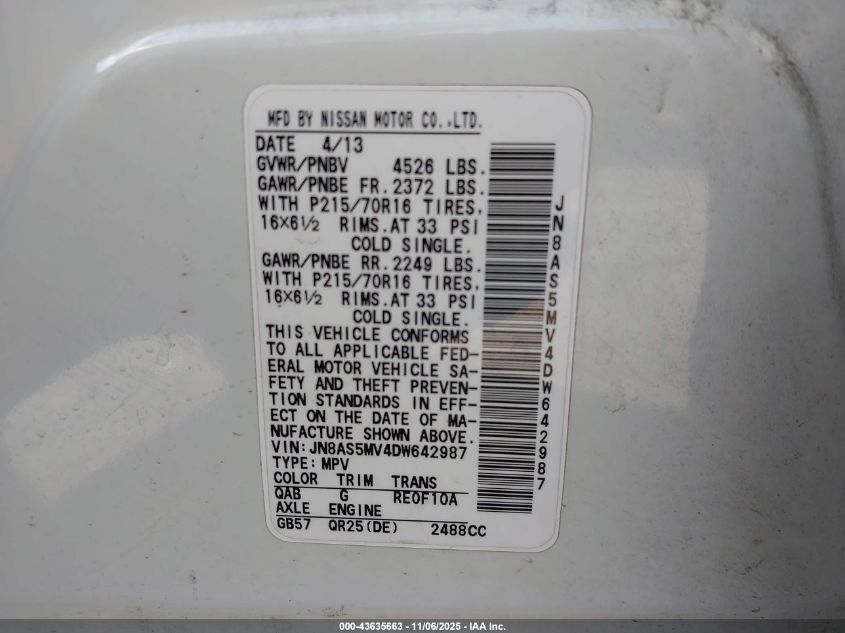 MFD BY NISSAN MOTOR CO.,LTD.
DATE 4/13
GVWR/PNBV 4526 LBS.
GAWR/PNBE FR. 2372 LBS.
WITH P215/70R16 TIRES,
16X6½ RIMS. AT 33 PSI
COLD SINGLE.
GAWR/PNBE RR. 2249 LBS.
WITH P215/70R16 TIRES,
16X6½ RIMS. AT 33 PSI
COLD SINGLE.
THIS VEHICLE CONFORMS
TO ALL APPLICABLE FED-
ERAL MOTOR VEHICLE SA-
FETY AND THEFT PREVEN-
TION STANDARDS IN EFF-
ECT ON THE DATE OF MA-
NUFACTURE SHOWN ABOVE.
VIN: JN8AS5MV4DW642987
TYPE: MPV
COLOR TRIM TRANS
QAB G RE0F10A
AXLE ENGINE
GB57 QR25(DE) 2488CC
JN8AS5MV4DW642987
000-43635663 - 11/06/2025 - IAA Inc.